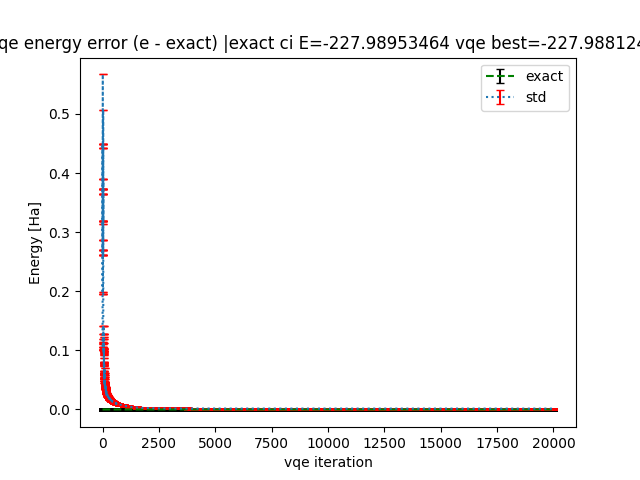 qe energy error (e - exact) |exact ci E=-227.98953464 vqe best=-227.988124
exact
std
Energy [Ha]
0.5
0.4
0.3
0.2
0.1
0.0
0 2500 5000 7500 10000 12500 15000 17500 20000
vqe iteration